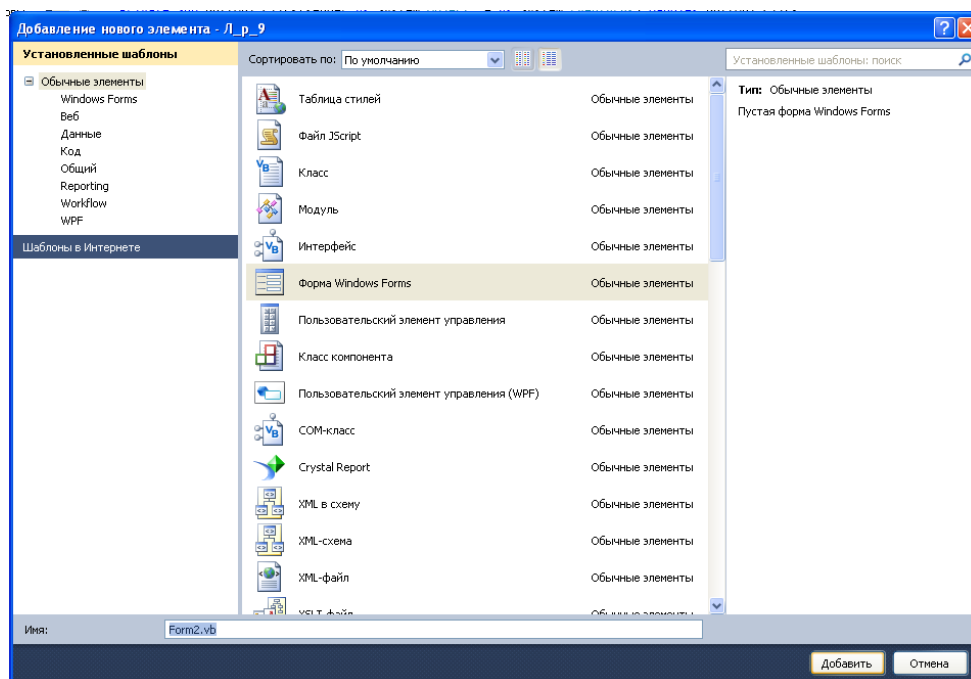 Добавление нового элемента - Л_р_9
Установленные шаблоны
Обычные элементы
Windows Forms
Веб
Данные
Код
Общий
Reporting
Workflow
WPF
Шаблоны в Интернете
Сортировать по: По умолчанию
Таблица стилей Обычные элементы
Файл JScript Обычные элементы
Класс Обычные элементы
Модуль Обычные элементы
Интерфейс Обычные элементы
Форма Windows Forms Обычные элементы
Пользовательский элемент управления Обычные элементы
Класс компонента Обычные элементы
Пользовательский элемент управления (WPF) Обычные элементы
COM-класс Обычные элементы
Crystal Report Обычные элементы
XML в схему Обычные элементы
XML-схема Обычные элементы
XML-файл Обычные элементы
XSLT-файл Обычные элементы
Установленные шаблоны: поиск
Тип: Обычные элементы
Пустая форма Windows Forms
Имя: Form2.vb
Добавить Отмена